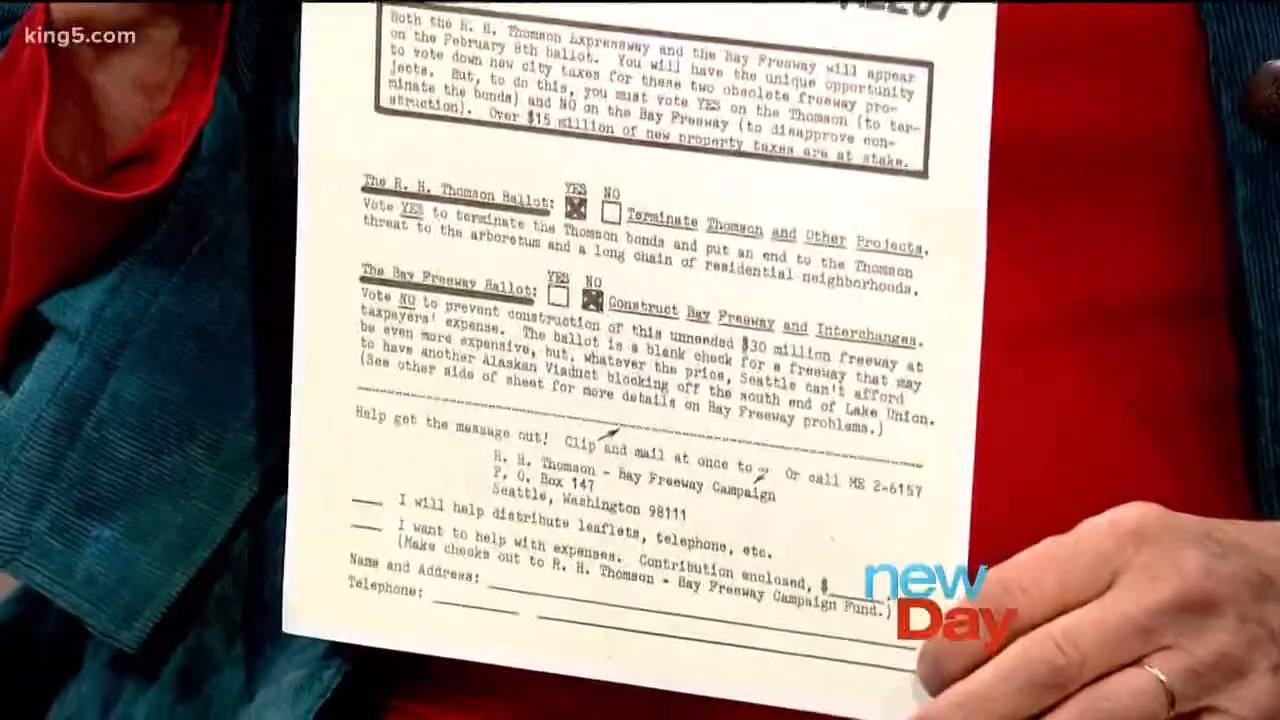 king5.com
Both the R. H. Thomson Expressway and the Bay Freeway will appear
on the February 8th ballot. You will have the unique opportunity
to vote down new city taxes for these two obsolete freeway pro-
jects. But, to do this, you must vote YES on the Thomson (to ter-
minate the bonds) and NO on the Bay Freeway (to disapprove con-
struction). Over $15 million of new property taxes are at stake.
YES NO
The R. H. Thomson Ballot: Terminate Thomson and Other Projects.
Vote YES to terminate the Thomson bonds and put an end to the Thomson
threat to the arboretum and a long chain of residential neighborhoods.
YES NO
The Bay Freeway Ballot: Construct Bay Freeway and Interchanges.
Vote NO to prevent construction of this unneeded $30 million freeway at
taxpayers' expense. The ballot is a blank check for a freeway that may
be even more expensive, but, whatever the price, Seattle can't afford
to have another Alaskan Viaduct blocking off the south end of Lake Union.
(See other side of sheet for more details on Bay Freeway problems.)
Help get the message out! Clip and mail at once to Or call ME 2-6157
R. H. Thomson - Bay Freeway Campaign
P. O. Box 147
Seattle, Washington 98111
I will help distribute leaflets, telephone, etc.
I want to help with expenses. Contribution enclosed, $
(Make checks out to R. H. Thomson - Bay Freeway Campaign Fund.)
Name and Address:
Telephone:
new
Day